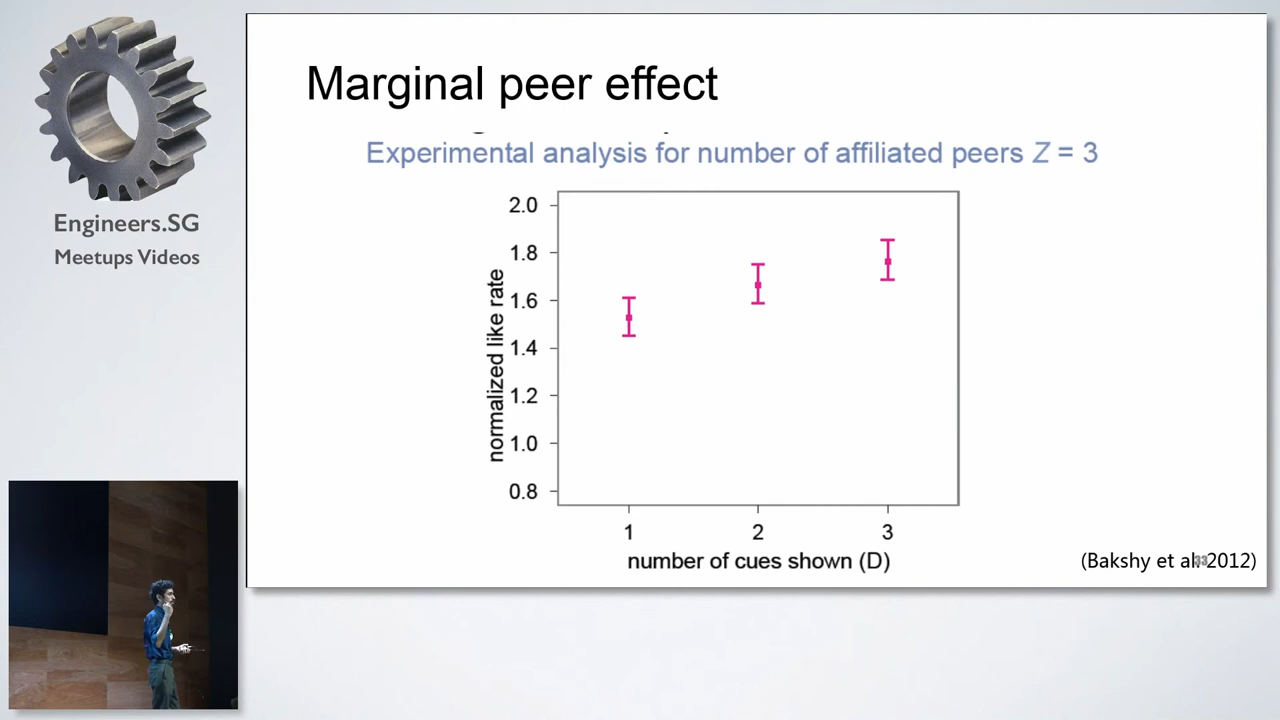 Engineers.SG
Meetups Videos
Marginal peer effect
Experimental analysis for number of affiliated peers Z = 3
normalized like rate
2.0
1.8
1.6
1.4
1.2
1.0
0.8
1 2 3
number of cues shown (D)
(Bakshy et al. 2012)
33